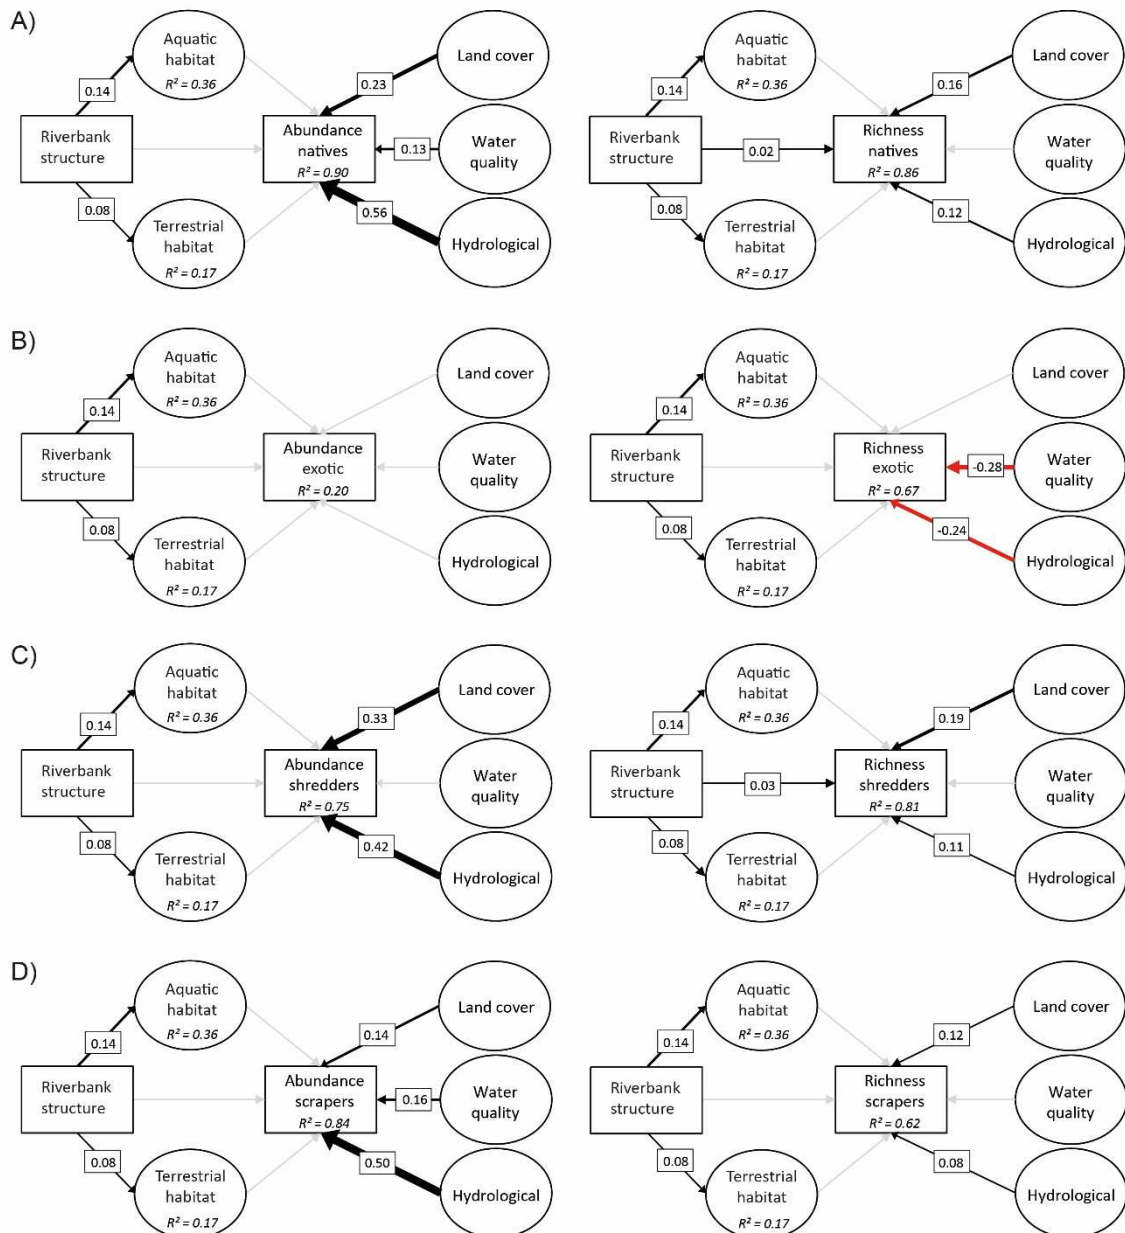 A)
Aquatic
habitat
R² = 0.36
0.14
Riverbank
structure
0.08
Terrestrial
habitat
R² = 0.17
Abundance
natives
R² = 0.90
0.23
Land cover
0.13
Water
quality
0.56
Hydrological
Aquatic
habitat
R² = 0.36
0.14
Riverbank
structure
0.02
0.08
Terrestrial
habitat
R² = 0.17
Richness
natives
R² = 0.86
0.16
Land cover
Water
quality
0.12
Hydrological
B)
Aquatic
habitat
R² = 0.36
0.14
Riverbank
structure
0.08
Terrestrial
habitat
R² = 0.17
Abundance
exotic
R² = 0.20
Land cover
Water
quality
Hydrological
Aquatic
habitat
R² = 0.36
0.14
Riverbank
structure
0.08
Terrestrial
habitat
R² = 0.17
Richness
exotic
R² = 0.67
Land cover
-0.28
Water
quality
-0.24
Hydrological
C)
Aquatic
habitat
R² = 0.36
0.14
Riverbank
structure
0.08
Terrestrial
habitat
R² = 0.17
Abundance
shredders
R² = 0.75
0.33
Land cover
Water
quality
0.42
Hydrological
Aquatic
habitat
R² = 0.36
0.14
Riverbank
structure
0.03
0.08
Terrestrial
habitat
R² = 0.17
Richness
shredders
R² = 0.81
0.19
Land cover
Water
quality
0.11
Hydrological
D)
Aquatic
habitat
R² = 0.36
0.14
Riverbank
structure
0.08
Terrestrial
habitat
R² = 0.17
Abundance
scrapers
R² = 0.84
0.14
Land cover
0.16
Water
quality
0.50
Hydrological
Aquatic
habitat
R² = 0.36
0.14
Riverbank
structure
0.08
Terrestrial
habitat
R² = 0.17
Richness
scrapers
R² = 0.62
0.12
Land cover
Water
quality
0.08
Hydrological